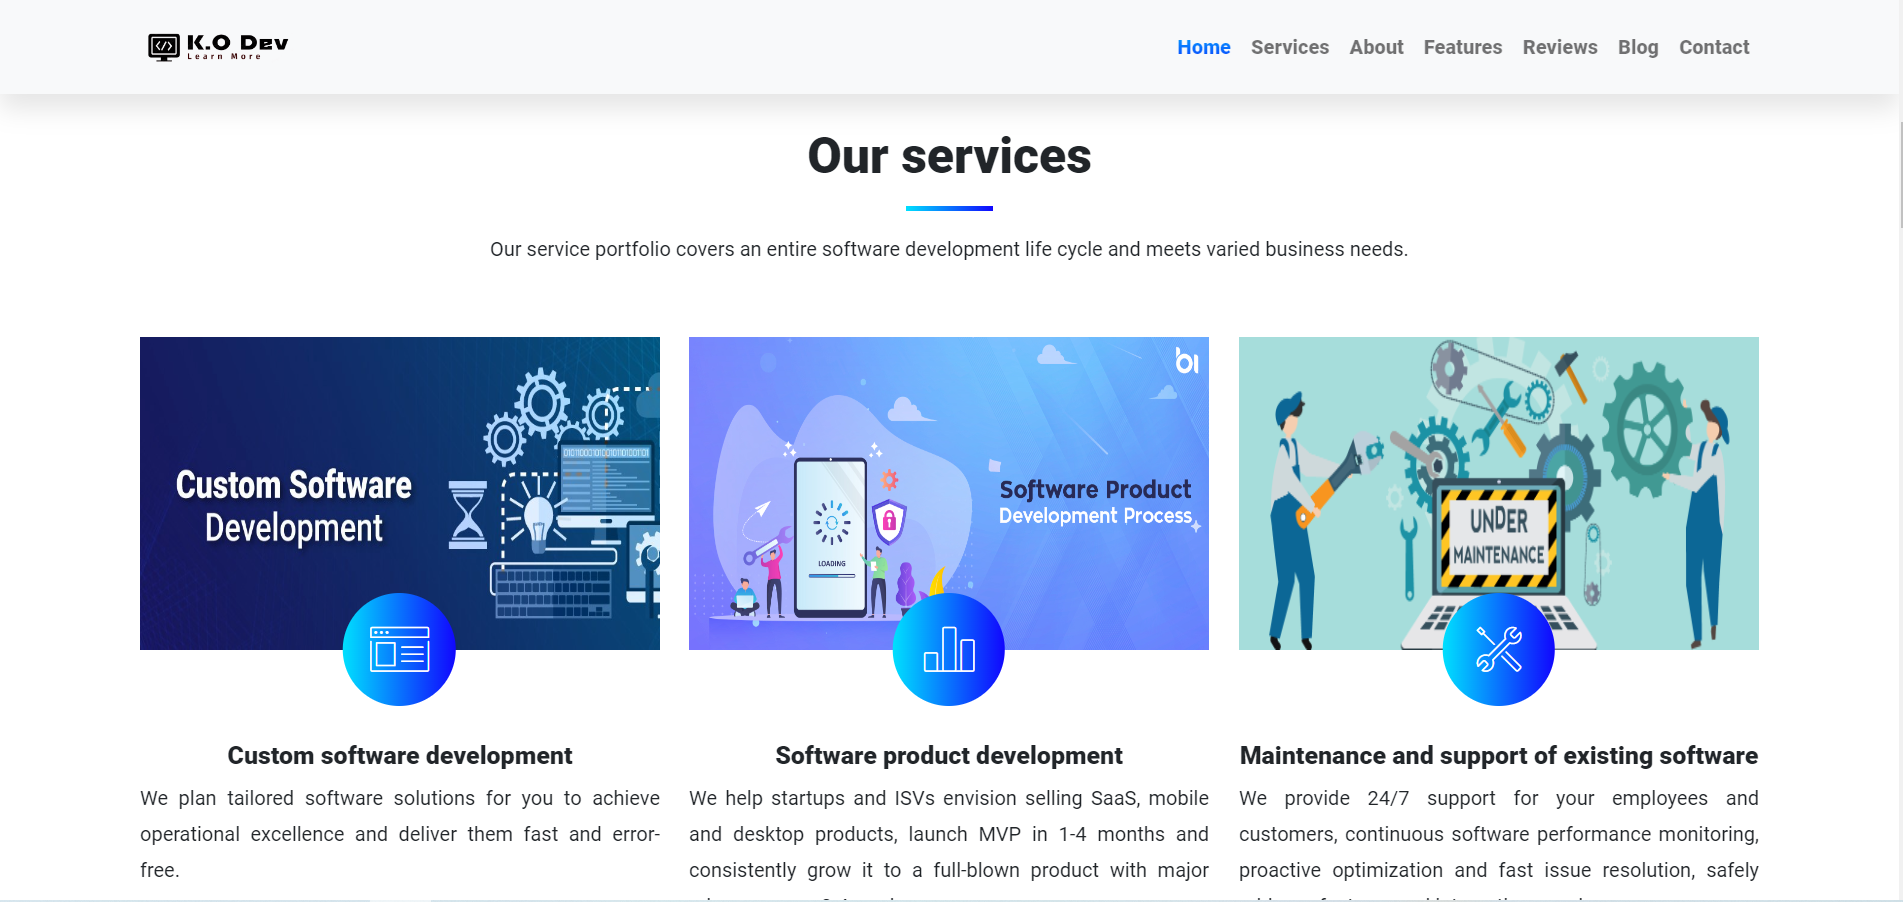 K.O Dev
Learn More
Home Services About Features Reviews Blog Contact
Our services
Our service portfolio covers an entire software development life cycle and meets varied business needs.
Custom Software
Development
LOADING
Software Product
Development Process
UNDER
MAINTENANCE
Custom software development
We plan tailored software solutions for you to achieve
operational excellence and deliver them fast and error-
free.
Software product development
We help startups and ISVs envision selling SaaS, mobile
and desktop products, launch MVP in 1-4 months and
consistently grow it to a full-blown product with major
Maintenance and support of existing software
We provide 24/7 support for your employees and
customers, continuous software performance monitoring,
proactive optimization and fast issue resolution, safely